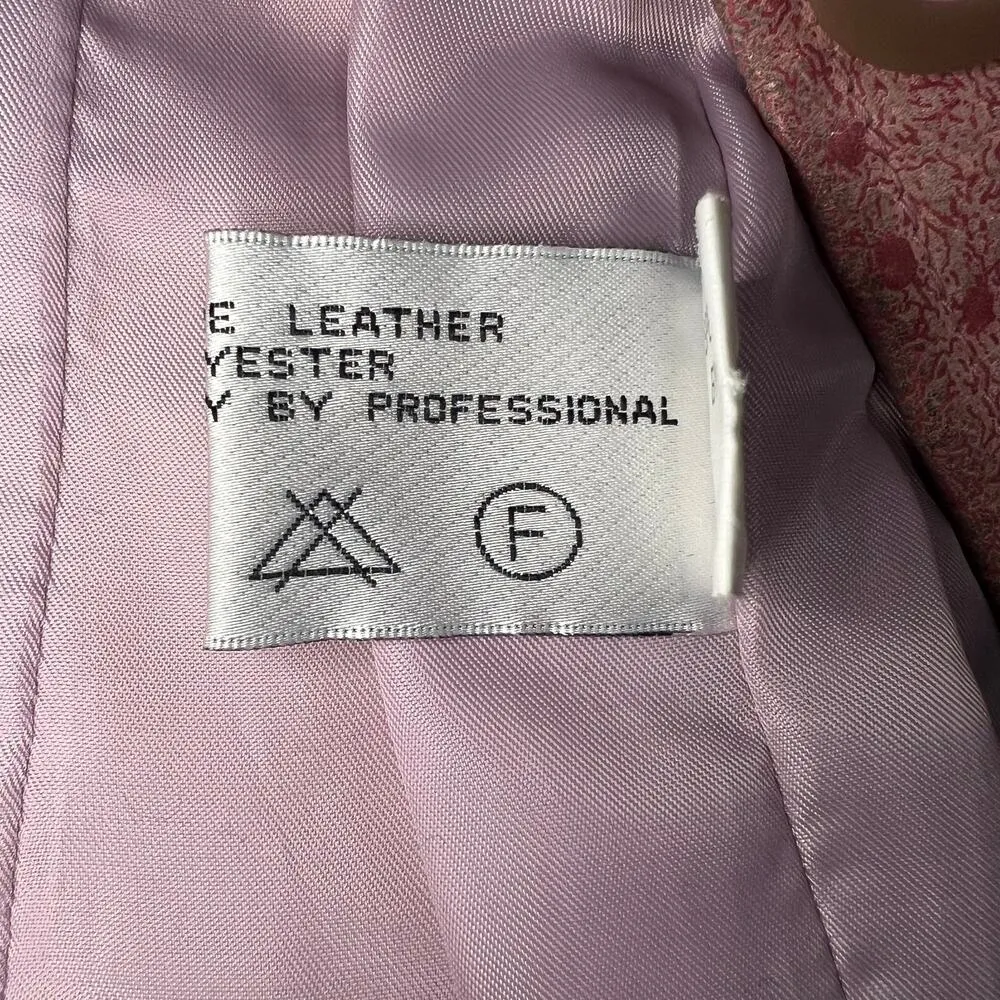 E LEATHER
YESTER
Y BY PROFESSIONAL
F